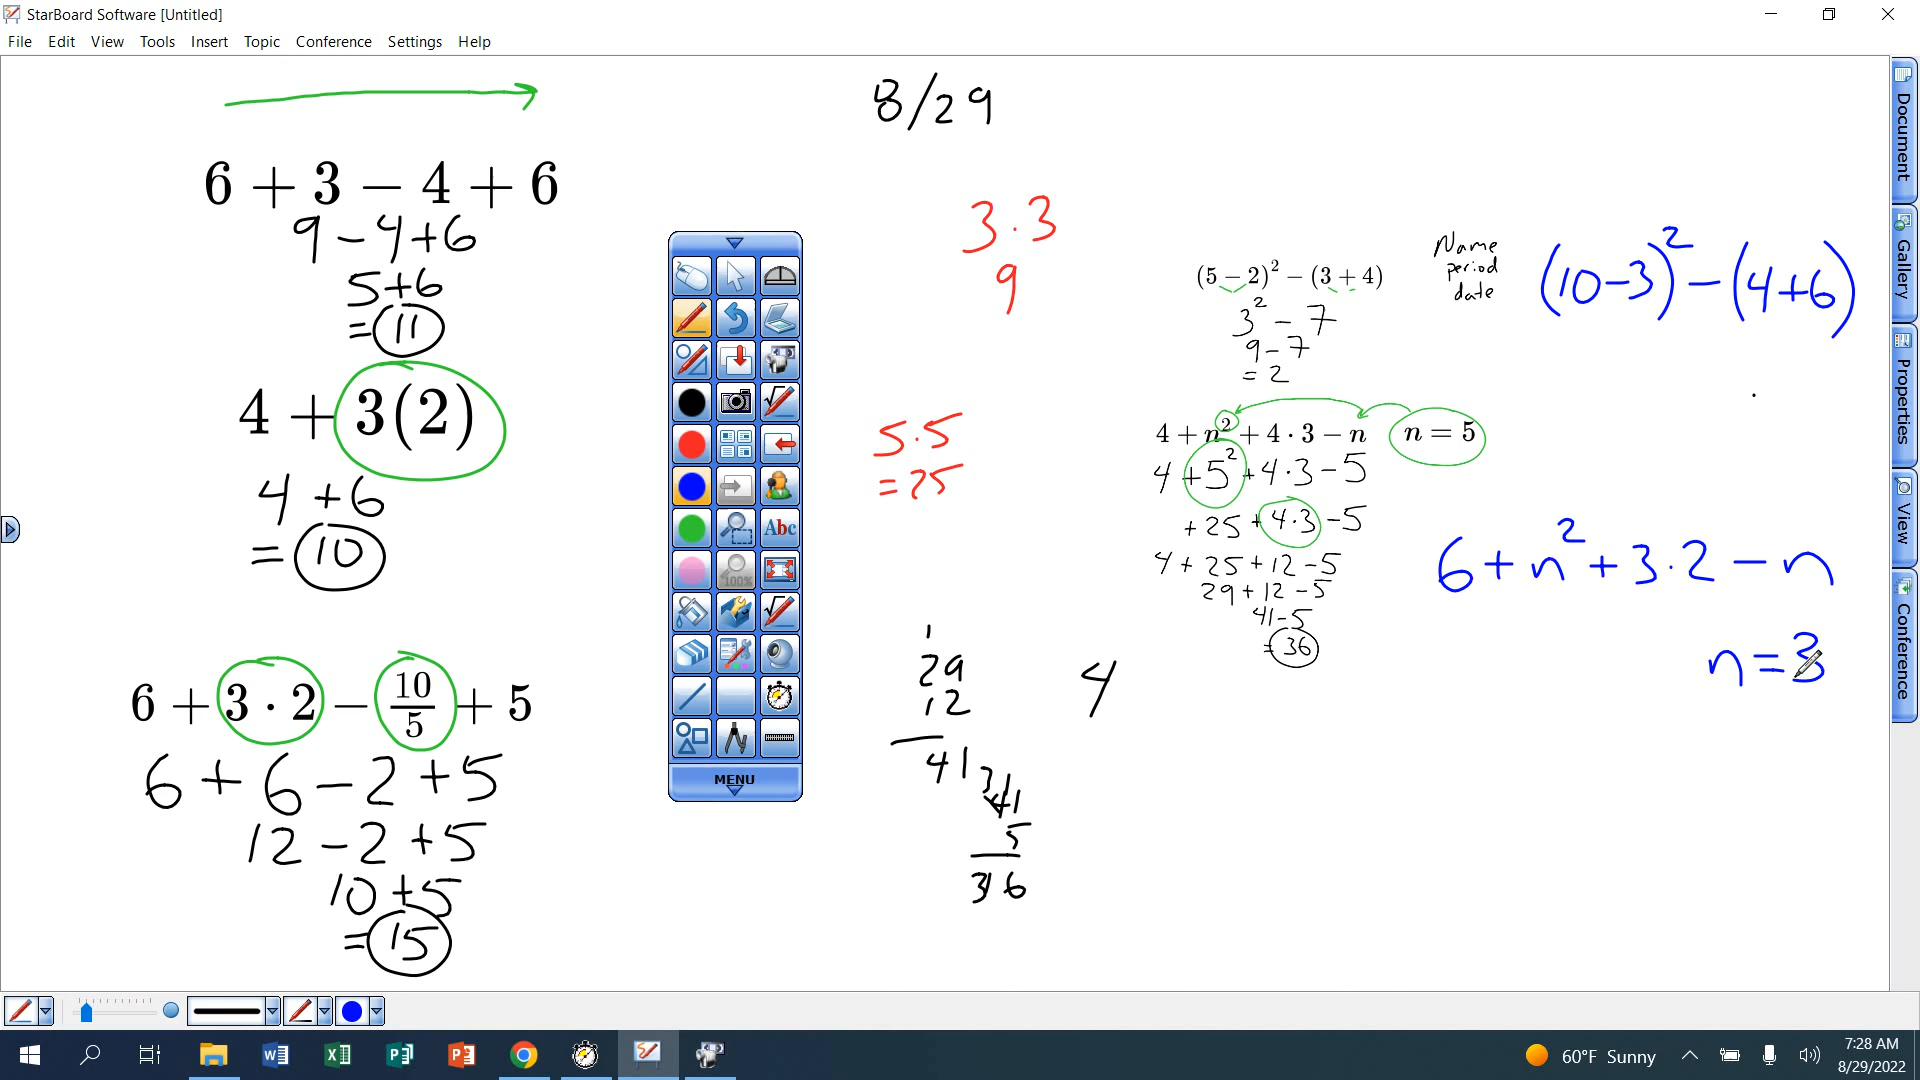 StarBoard Software [Untitled]
File Edit View Tools Insert Topic Conference Settings Help
8/29
6 + 3 − 4 + 6
9 − 4 + 6
5 + 6
= 11
4 + 3(2)
4 + 6
= 10
6 + 3 · 2 − 10/5 + 5
6 + 6 − 2 + 5
12 − 2 + 5
10 + 5
= 15
3 · 3
9
5 · 5
= 25
1
29
12
41
3 1
41
5
36
4
MENU
Abc
100%
(5 − 2)² − (3 + 4)
3² − 7
9 − 7
= 2
4 + n² + 4 · 3 − n n = 5
4 + 5² + 4 · 3 − 5
+ 25 + 4 · 3 − 5
4 + 25 + 12 − 5
29 + 12 − 5
41 − 5
= 36
Name
period
date
(10 − 3)² − (4 + 6)
6 + n² + 3 · 2 − n
n = 3
Document
Gallery
Properties
View
Conference
60°F Sunny
7:28 AM
8/29/2022